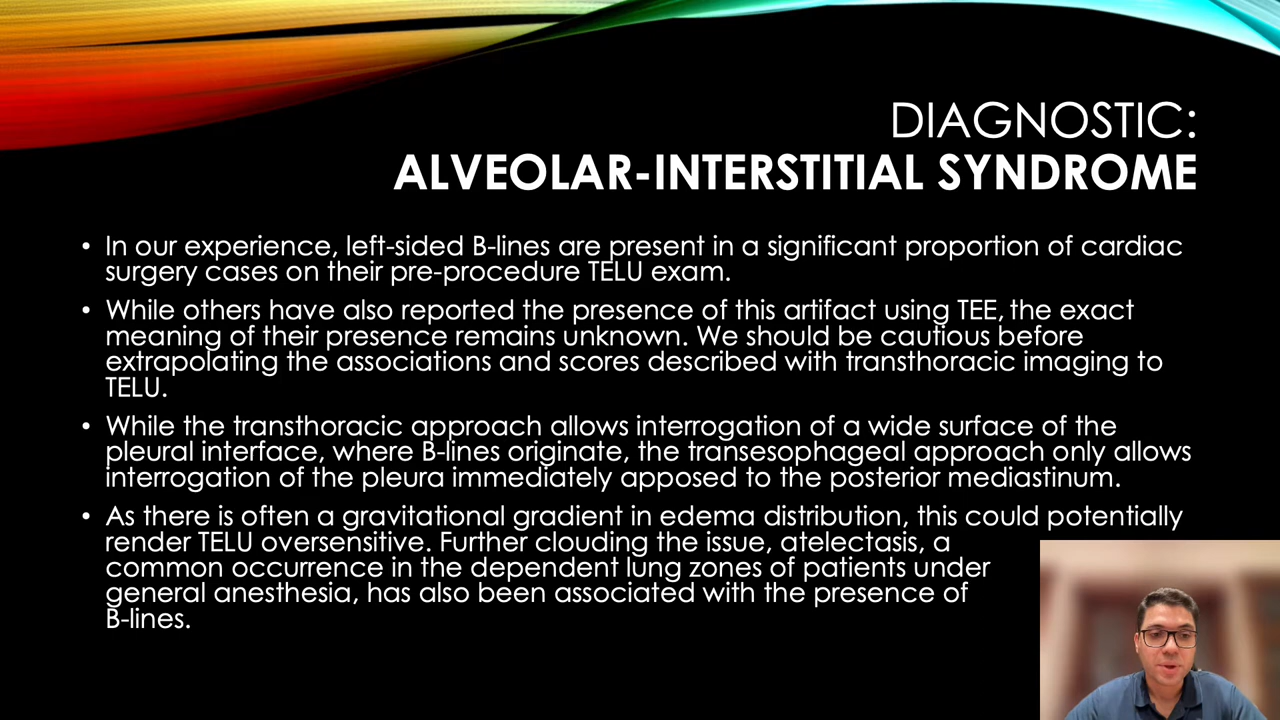 DIAGNOSTIC:
ALVEOLAR-INTERSTITIAL SYNDROME
• In our experience, left-sided B-lines are present in a significant proportion of cardiac
surgery cases on their pre-procedure TELU exam.
• While others have also reported the presence of this artifact using TEE, the exact
meaning of their presence remains unknown. We should be cautious before
extrapolating the associations and scores described with transthoracic imaging to
TELU.
• While the transthoracic approach allows interrogation of a wide surface of the
pleural interface, where B-lines originate, the transesophageal approach only allows
interrogation of the pleura immediately apposed to the posterior mediastinum.
• As there is often a gravitational gradient in edema distribution, this could potentially
render TELU oversensitive. Further clouding the issue, atelectasis, a
common occurrence in the dependent lung zones of patients under
general anesthesia, has also been associated with the presence of
B-lines.